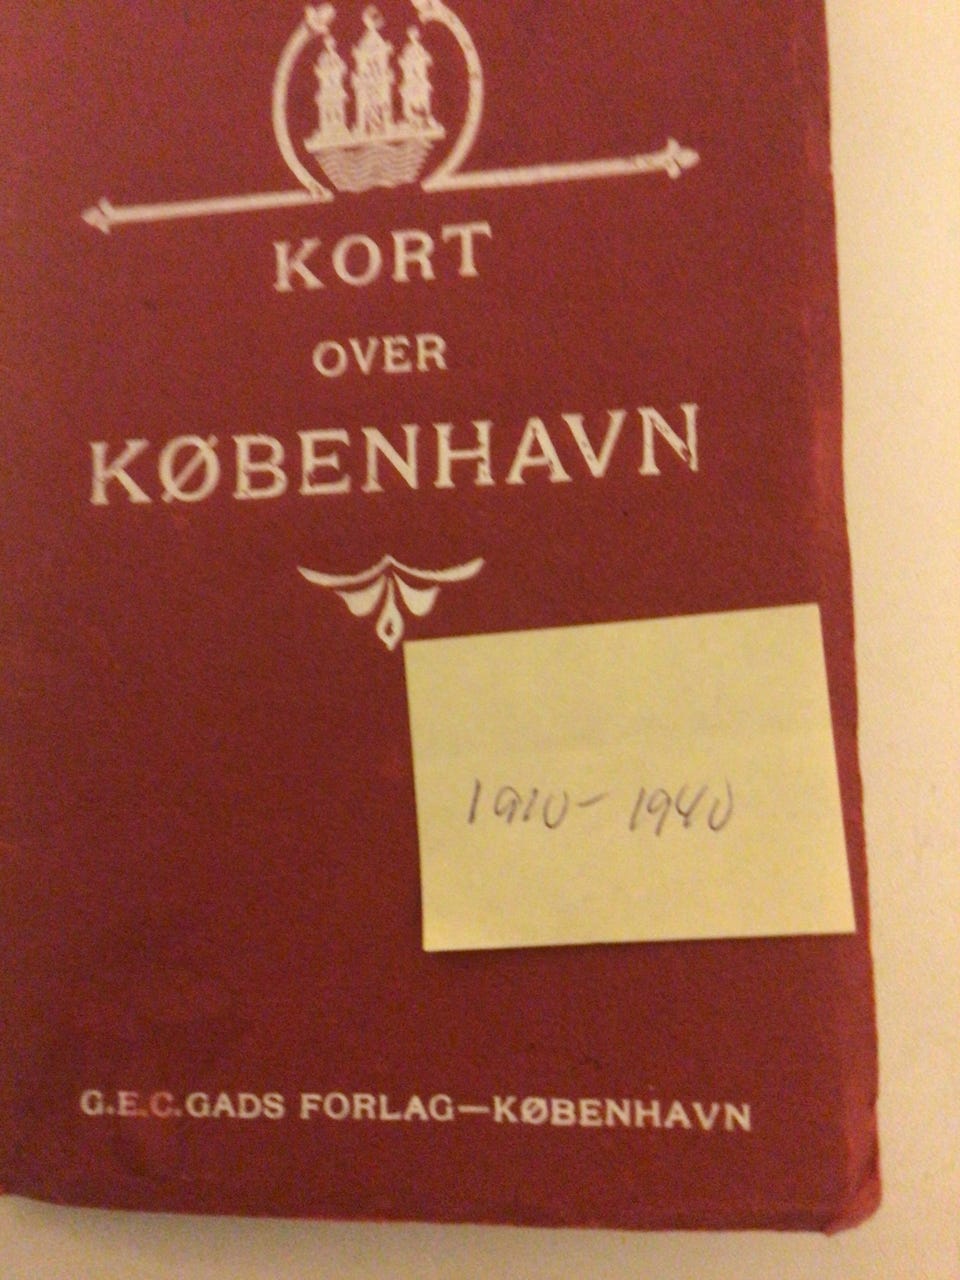 KORT
OVER
KØBENHAVN
1910 - 1940
G.E.C. GADS FORLAG—KØBENHAVN